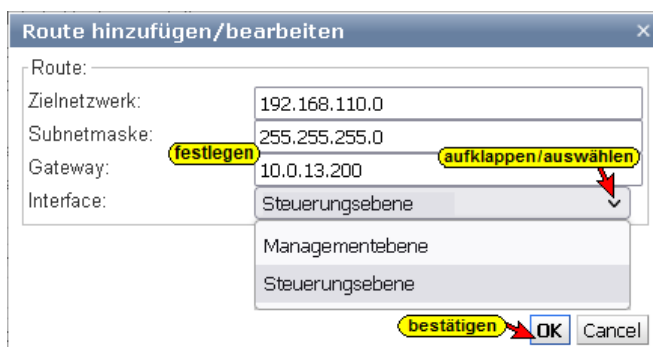 Route hinzufügen/bearbeiten ×
Route:
Zielnetzwerk: 192.168.110.0
Subnetmaske: 255.255.255.0
festlegen aufklappen/auswählen
Gateway: 10.0.13.200
Interface: Steuerungsebene
Managementebene
Steuerungsebene
bestätigen OK Cancel